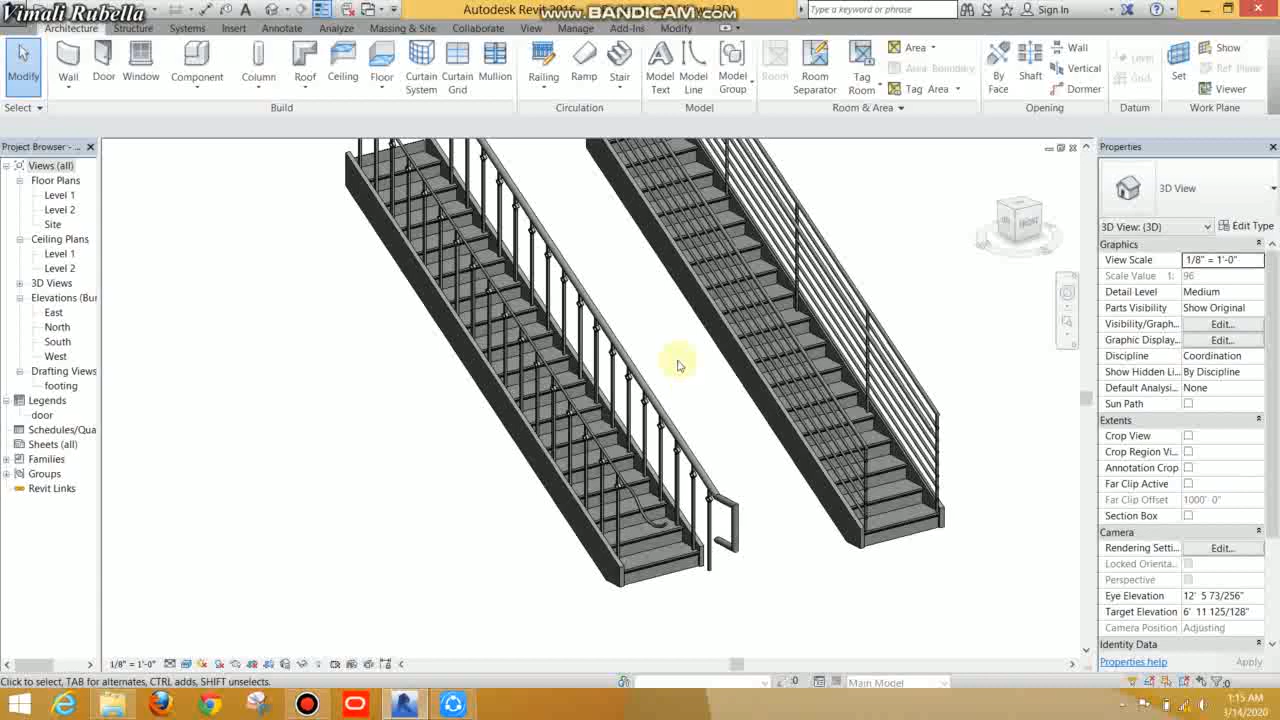 Vimali Rubella
Autodesk Revit 2016
www.BANDICAM.com
Type a keyword or phrase
Sign In
Architecture Structure Systems Insert Annotate Analyze Massing & Site Collaborate View Manage Add-Ins Modify
Modify Wall Door Window Component Column Roof Ceiling Floor Curtain System Curtain Grid Mullion Railing Ramp Stair Model Text Model Line Model Group Room Room Separator Tag Room Area Area Boundary Tag Area By Face Shaft Wall Vertical Dormer Level Grid Set Show Ref Plane Viewer
Select Build Circulation Model Room & Area Opening Datum Work Plane
Project Browser - ...
Views (all)
Floor Plans
Level 1
Level 2
Site
Ceiling Plans
Level 1
Level 2
3D Views
Elevations (Bui
East
North
South
West
Drafting Views
footing
Legends
door
Schedules/Qua
Sheets (all)
Families
Groups
Revit Links
FRONT
Properties
3D View
3D View: (3D) Edit Type
Graphics
View Scale 1/8" = 1'-0"
Scale Value 1: 96
Detail Level Medium
Parts Visibility Show Original
Visibility/Graph... Edit...
Graphic Display... Edit...
Discipline Coordination
Show Hidden Li... By Discipline
Default Analysi... None
Sun Path
Extents
Crop View
Crop Region Vi...
Annotation Crop
Far Clip Active
Far Clip Offset 1000' 0"
Section Box
Camera
Rendering Setti... Edit...
Locked Orienta...
Perspective
Eye Elevation 12' 5 73/256"
Target Elevation 6' 11 125/128"
Camera Position Adjusting
Identity Data
Properties help Apply
1/8" = 1'-0"
Click to select, TAB for alternates, CTRL adds, SHIFT unselects.
:0 Main Model :0
1:15 AM
3/14/2020